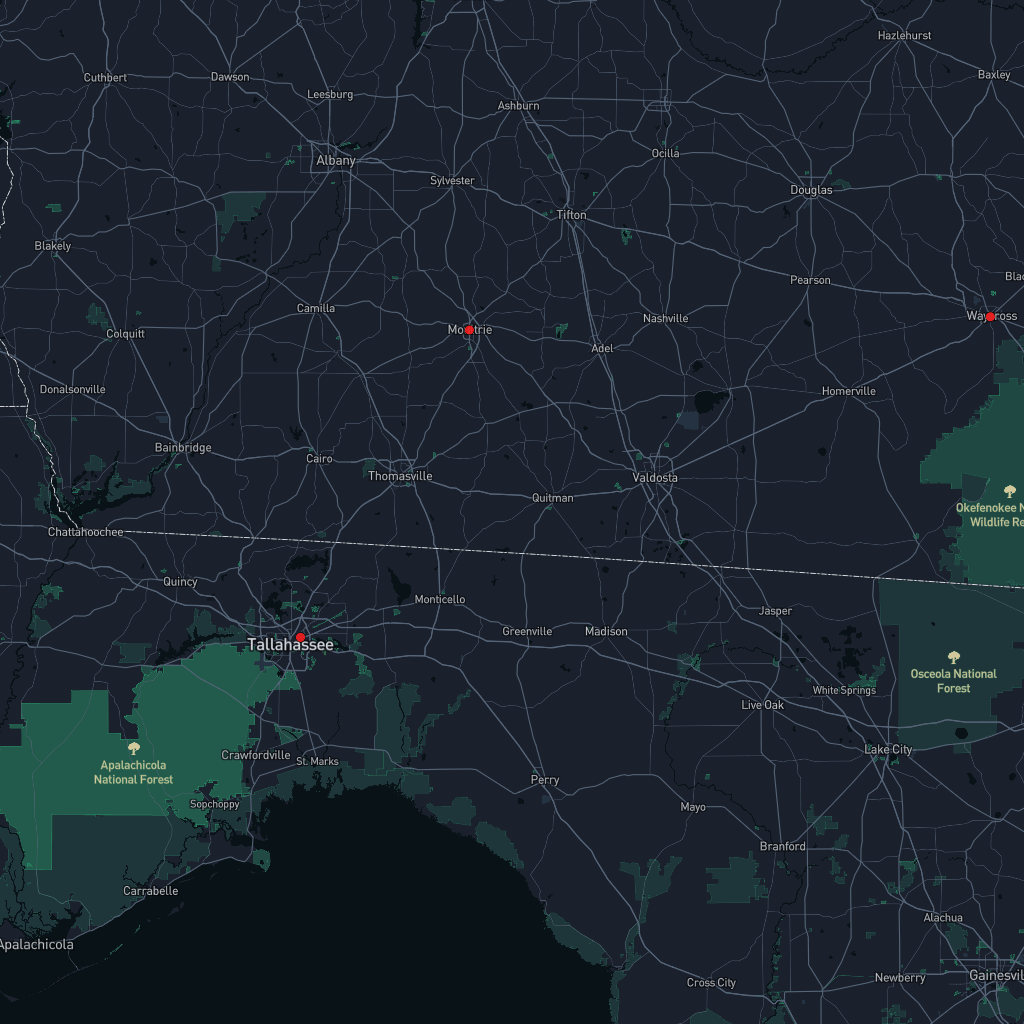 Hazlehurst
Cuthbert
Dawson
Baxley
Leesburg
Ashburn
Ocilla
Albany
Sylvester
Douglas
Tifton
Blakely
Pearson
Camilla
Waycross
Nashville
Colquitt
Adel
Donalsonville
Homerville
Bainbridge
Cairo
Thomasville
Valdosta
Quitman
Okefenokee N
Wildlife Re
Chattahoochee
Quincy
Monticello
Jasper
Greenville
Madison
Tallahassee
Osceola National
Forest
White Springs
Live Oak
Lake City
Crawfordville
St. Marks
Apalachicola
National Forest
Perry
Sopchoppy
Mayo
Branford
Carrabelle
Alachua
Apalachicola
Cross City
Newberry
Gainesvil